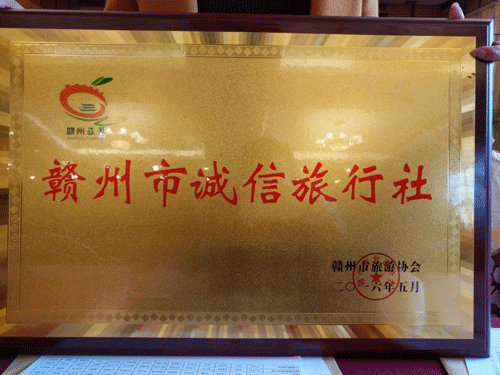 赣州旅游
赣州市诚信旅行社
赣州市旅游协会
二〇一六年五月